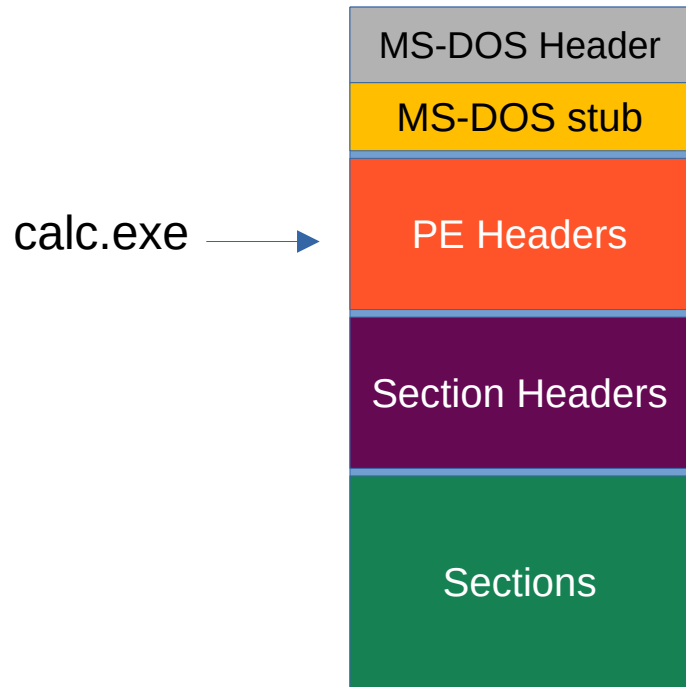 MS-DOS Header
MS-DOS stub
calc.exe
PE Headers
Section Headers
Sections